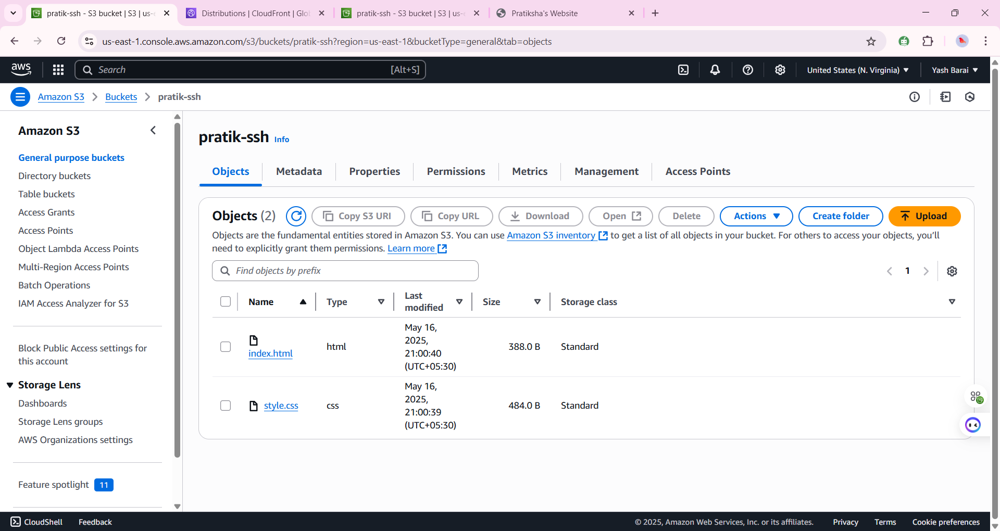 pratik-ssh - S3 bucket | S3 | us-e
Distributions | CloudFront | Glo
pratik-ssh - S3 bucket | S3 | us-e
Pratiksha's Website
us-east-1.console.aws.amazon.com/s3/buckets/pratik-ssh?region=us-east-1&bucketType=general&tab=objects
aws
Search
[Alt+S]
United States (N. Virginia)
Yash Barai
Amazon S3
Buckets
pratik-ssh
Amazon S3
General purpose buckets
Directory buckets
Table buckets
Access Grants
Access Points
Object Lambda Access Points
Multi-Region Access Points
Batch Operations
IAM Access Analyzer for S3
Block Public Access settings for
this account
Storage Lens
Dashboards
Storage Lens groups
AWS Organizations settings
Feature spotlight 11
pratik-ssh Info
Objects
Metadata
Properties
Permissions
Metrics
Management
Access Points
Objects (2)
Copy S3 URI
Copy URL
Download
Open
Delete
Actions
Create folder
Upload
Objects are the fundamental entities stored in Amazon S3. You can use Amazon S3 inventory to get a list of all objects in your bucket. For others to access your objects, you'll
need to explicitly grant them permissions. Learn more
Find objects by prefix
1
Name
Type
Last
modified
Size
Storage class
index.html
html
May 16,
2025,
21:00:40
(UTC+05:30)
388.0 B
Standard
style.css
css
May 16,
2025,
21:00:39
(UTC+05:30)
484.0 B
Standard
CloudShell
Feedback
© 2025, Amazon Web Services, Inc. or its affiliates.
Privacy
Terms
Cookie preferences